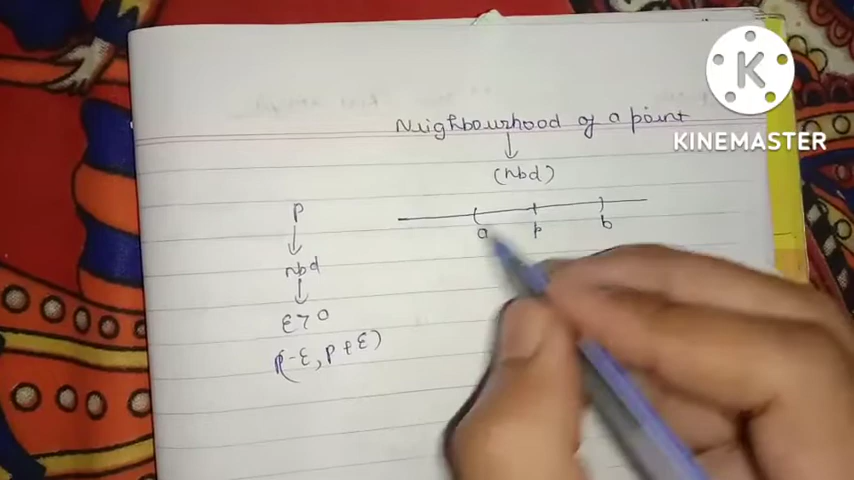 Neighbourhood of a point
(nbd)
( )
a p b
p
nbd
ε>0
(p-ε, p+ε)
K
KINEMASTER